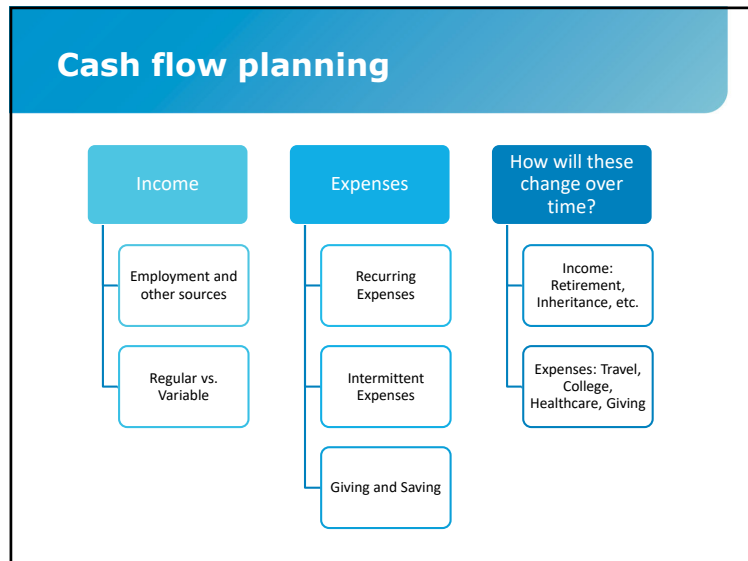 Cash flow planning
Income
Employment and
other sources
Regular vs.
Variable
Expenses
Recurring
Expenses
Intermittent
Expenses
Giving and Saving
How will these
change over
time?
Income:
Retirement,
Inheritance, etc.
Expenses: Travel,
College,
Healthcare, Giving